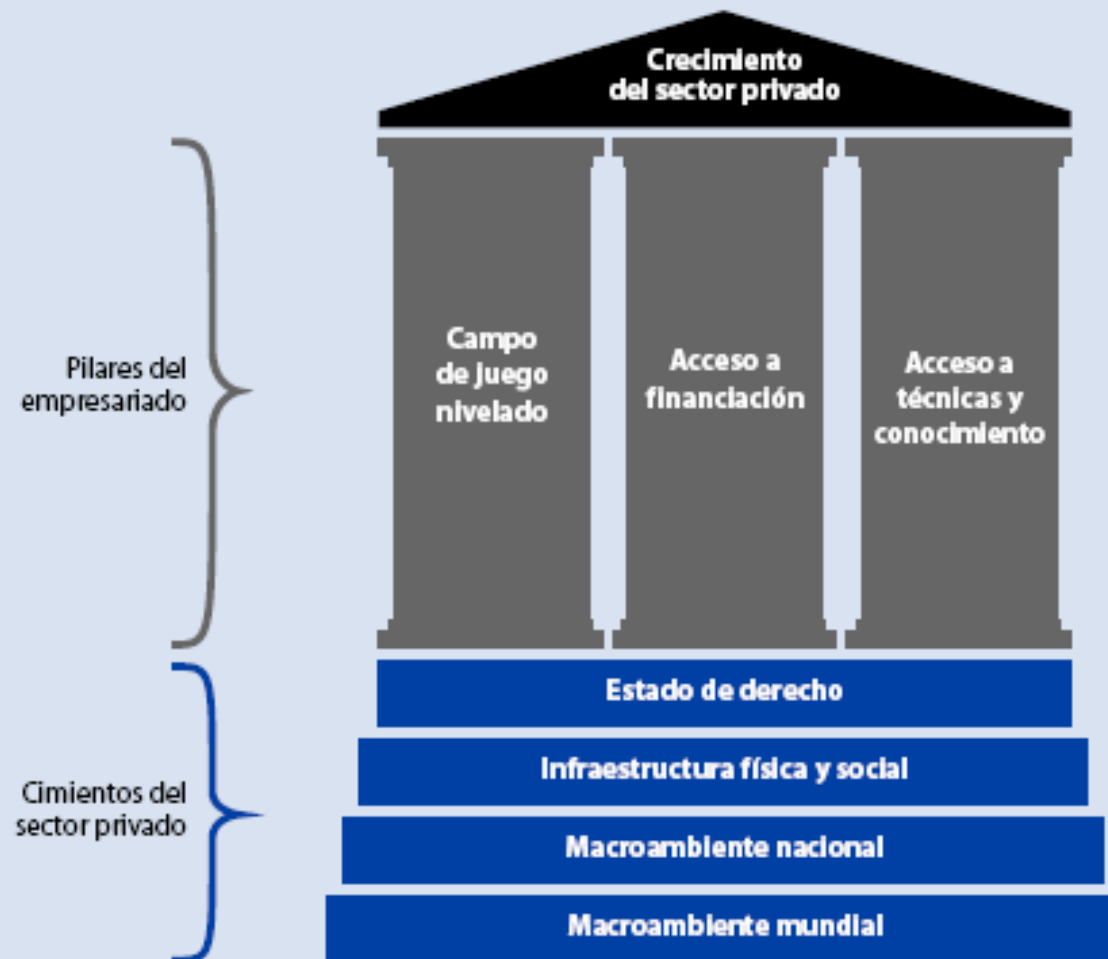 Crecimiento
del sector privado
Pilares del
empresariado
Campo
de juego
nivelado
Acceso a
financiación
Acceso a
técnicas y
conocimiento
Cimientos del
sector privado
Estado de derecho
Infraestructura física y social
Macroambiente nacional
Macroambiente mundial